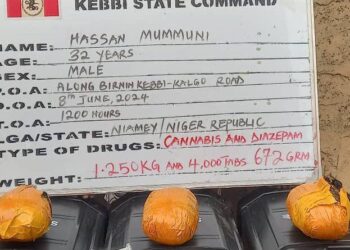 KEBBI STATE COMMAND
NAME: HASSAN MUMMUNI
AGE: 32 YEARS
SEX: MALE
P.O.A: ALONG BIRNIN KEBBI-KALGO ROAD
D.O.A: 8TH JUNE, 2024
T.O.A: 1200 HOURS
LGA/STATE: NIAMEY/NIGER REPUBLIC
TYPE OF DRUGS: CANNABIS AND DIAZEPAM
WEIGHT: 1.250KG AND 4,000TABS 672GRM